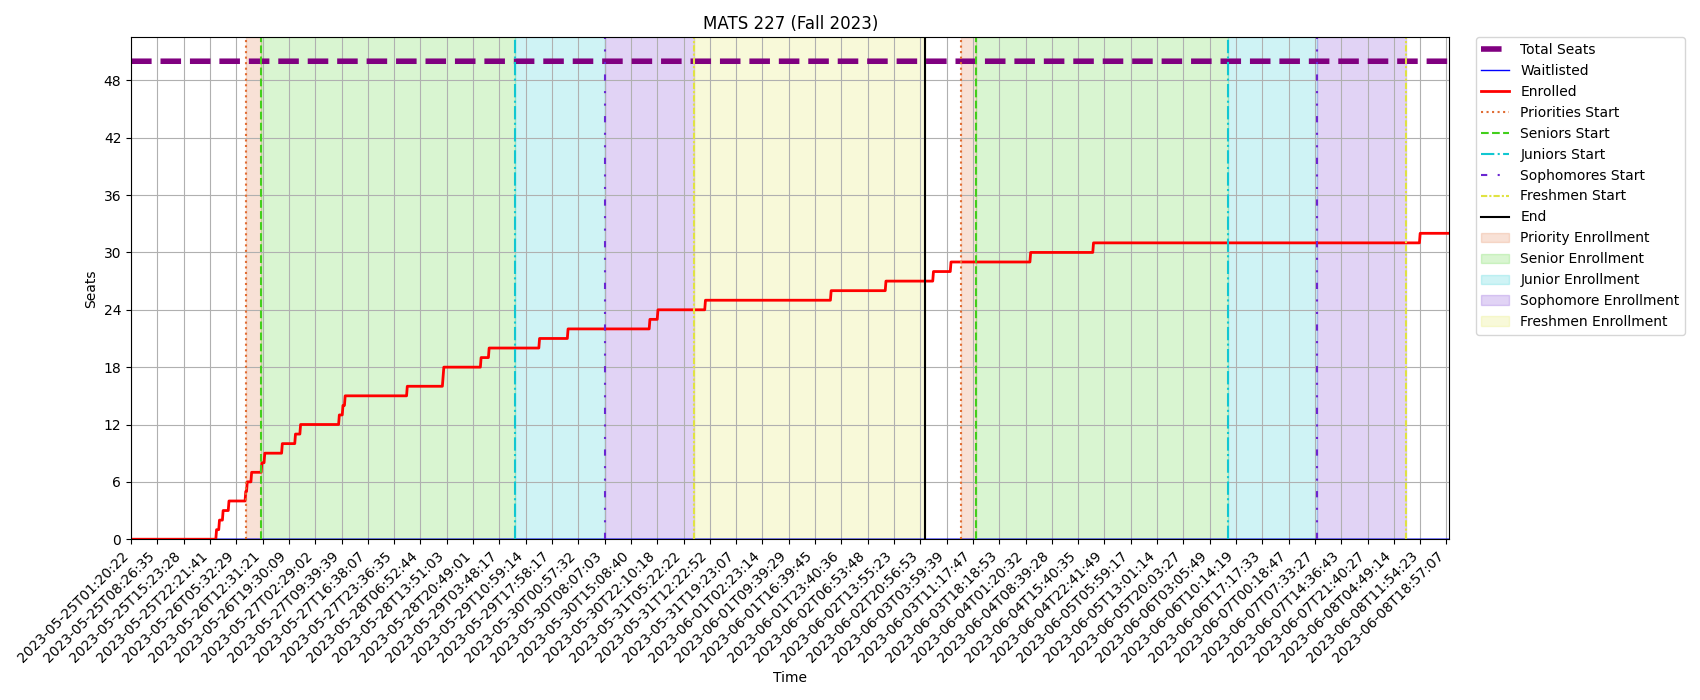 MATS 227 (Fall 2023)
Seats
48
42
36
30
24
18
12
6
0
2023-05-25T01:20:22
2023-05-25T08:26:35
2023-05-25T15:23:28
2023-05-25T22:21:41
2023-05-26T05:32:29
2023-05-26T12:31:21
2023-05-26T19:30:09
2023-05-27T02:29:02
2023-05-27T09:39:39
2023-05-27T16:38:07
2023-05-27T23:36:35
2023-05-28T06:52:44
2023-05-28T13:51:03
2023-05-28T20:49:01
2023-05-29T03:48:17
2023-05-29T10:59:14
2023-05-29T17:58:17
2023-05-30T00:57:32
2023-05-30T08:07:03
2023-05-30T15:08:40
2023-05-30T22:10:18
2023-05-31T05:22:22
2023-05-31T12:22:52
2023-05-31T19:23:07
2023-06-01T02:23:14
2023-06-01T09:39:29
2023-06-01T16:39:45
2023-06-01T23:40:36
2023-06-02T06:53:48
2023-06-02T13:55:23
2023-06-02T20:56:53
2023-06-03T03:59:39
2023-06-03T11:17:47
2023-06-03T18:18:53
2023-06-04T01:20:32
2023-06-04T08:39:28
2023-06-04T15:40:35
2023-06-04T22:41:49
2023-06-05T05:59:17
2023-06-05T13:01:14
2023-06-05T20:03:27
2023-06-06T03:05:49
2023-06-06T10:14:19
2023-06-06T17:17:33
2023-06-07T00:18:47
2023-06-07T07:33:27
2023-06-07T14:36:43
2023-06-07T21:40:27
2023-06-08T04:49:14
2023-06-08T11:54:23
2023-06-08T18:57:07
Time
Total Seats
Waitlisted
Enrolled
Priorities Start
Seniors Start
Juniors Start
Sophomores Start
Freshmen Start
End
Priority Enrollment
Senior Enrollment
Junior Enrollment
Sophomore Enrollment
Freshmen Enrollment